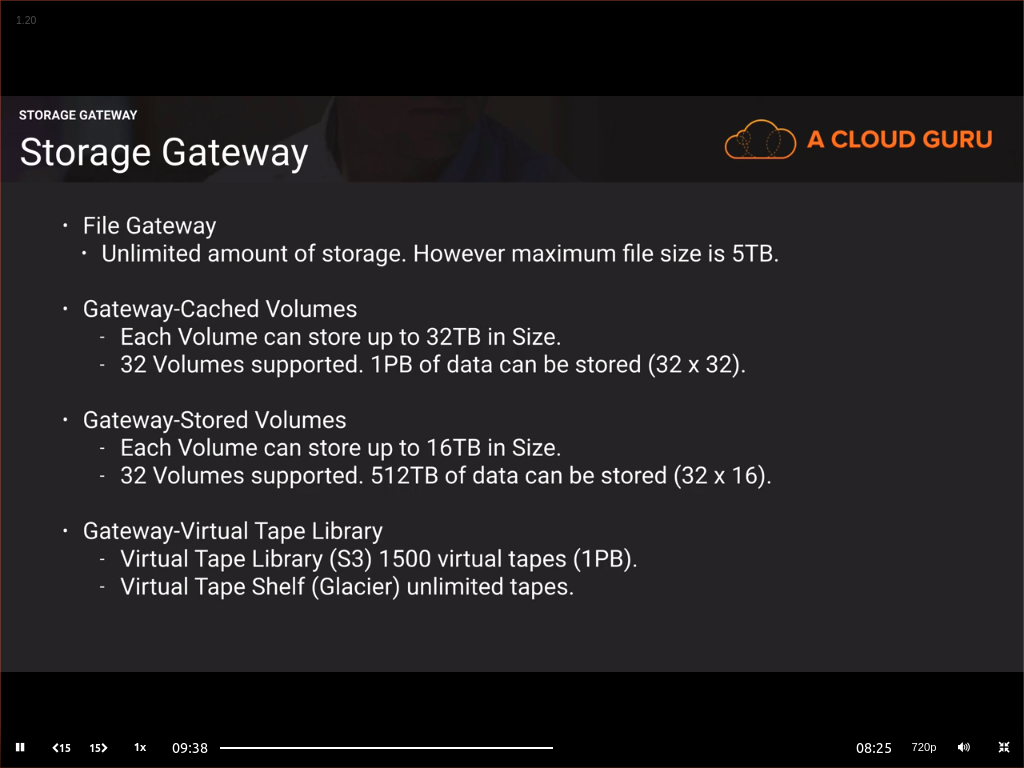 1.20
STORAGE GATEWAY
Storage Gateway
A CLOUD GURU
• File Gateway
• Unlimited amount of storage. However maximum file size is 5TB.
• Gateway-Cached Volumes
- Each Volume can store up to 32TB in Size.
- 32 Volumes supported. 1PB of data can be stored (32 x 32).
• Gateway-Stored Volumes
- Each Volume can store up to 16TB in Size.
- 32 Volumes supported. 512TB of data can be stored (32 x 16).
• Gateway-Virtual Tape Library
- Virtual Tape Library (S3) 1500 virtual tapes (1PB).
- Virtual Tape Shelf (Glacier) unlimited tapes.
15 15 1x 09:38 08:25 720p